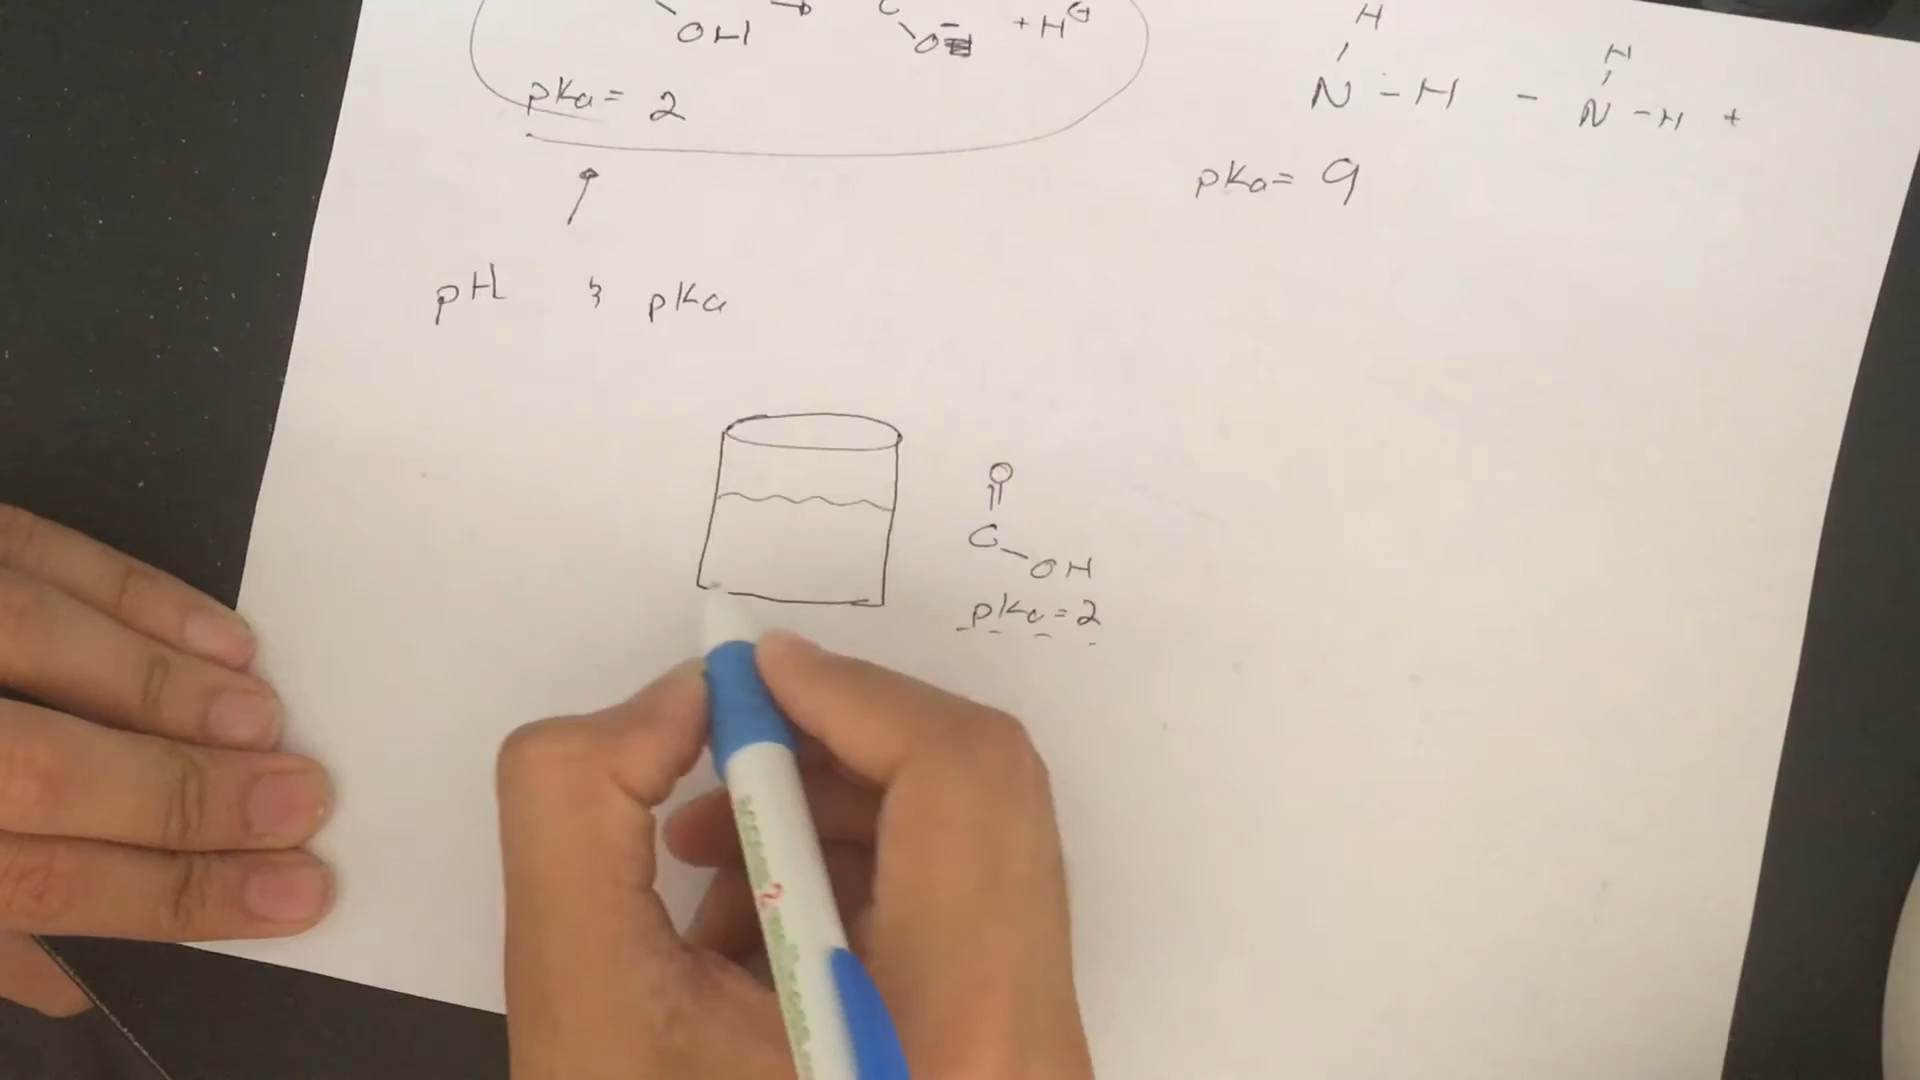 C
OH → O⁻ + H⊕
pKa = 2
H
N - H - N - H +
H
pKa = 9
pH & pKa
O
C
OH
pKa = 2